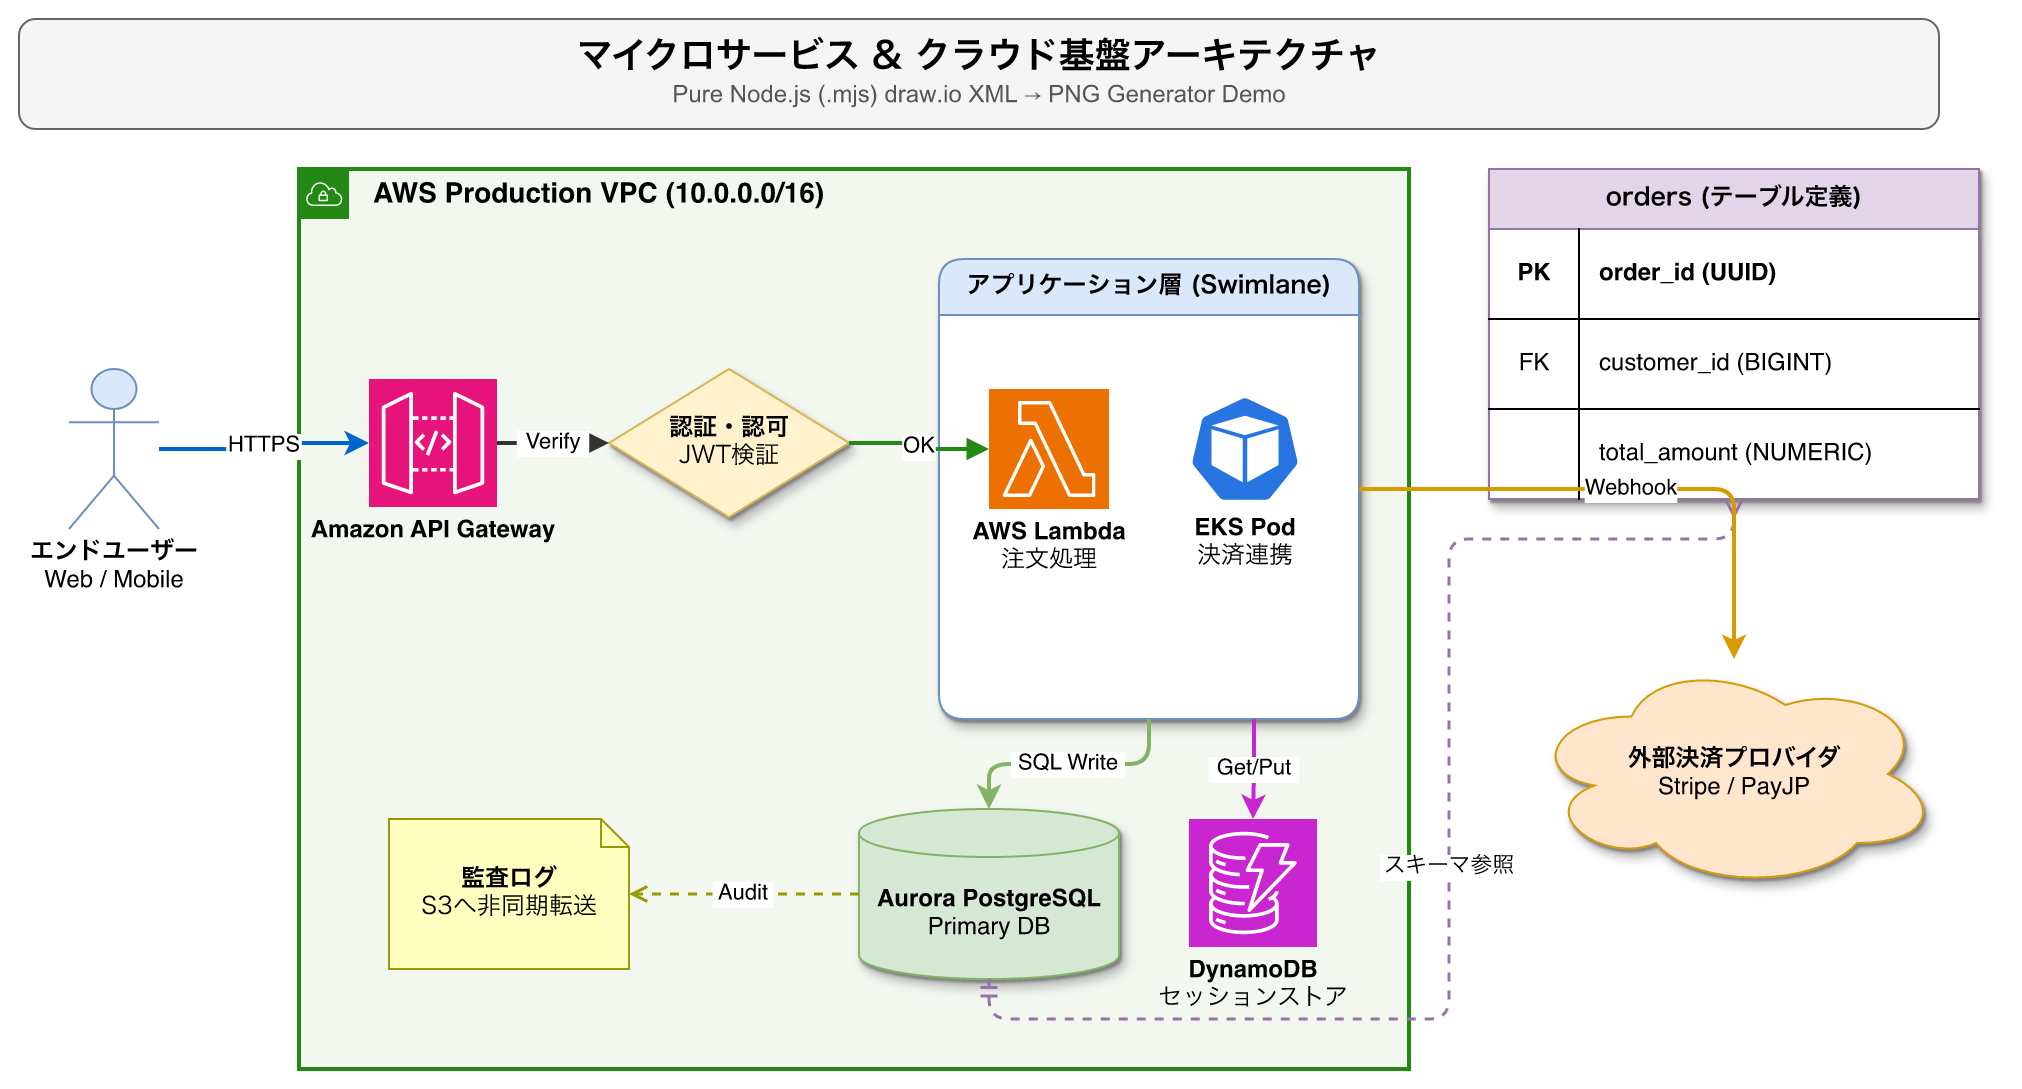 マイクロサービス ＆ クラウド基盤アーキテクチャ
Pure Node.js (.mjs) draw.io XML → PNG Generator Demo
AWS Production VPC (10.0.0.0/16)
orders (テーブル定義)
PK
order_id (UUID)
FK
customer_id (BIGINT)
total_amount (NUMERIC)
アプリケーション層 (Swimlane)
エンドユーザー
Web / Mobile
HTTPS
Amazon API Gateway
Verify
認証・認可
JWT検証
OK
AWS Lambda
注文処理
EKS Pod
決済連携
Webhook
外部決済プロバイダ
Stripe / PayJP
SQL Write
Get/Put
監査ログ
S3へ非同期転送
Audit
Aurora PostgreSQL
Primary DB
DynamoDB
セッションストア
スキーマ参照